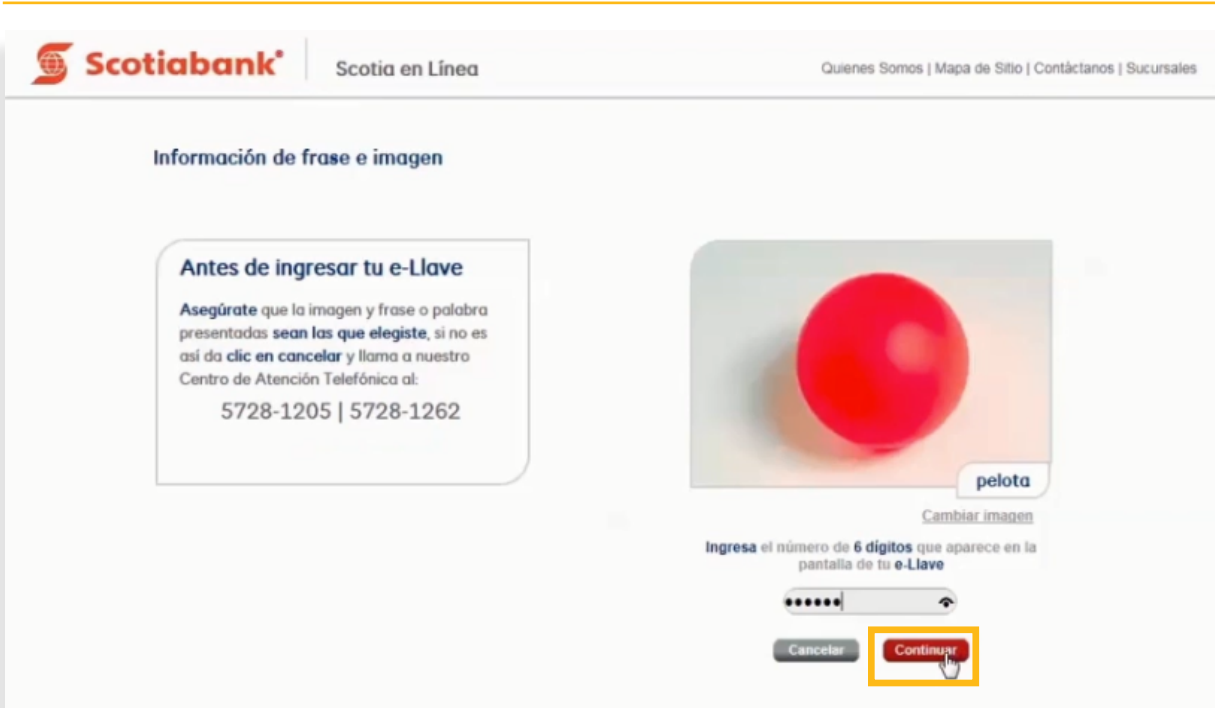 Scotiabank®
Scotia en Línea
Quienes Somos | Mapa de Sitio | Contáctanos | Sucursales
Información de frase e imagen
Antes de ingresar tu e-Llave
Asegúrate que la imagen y frase o palabra
presentadas sean las que elegiste, si no es
así da clic en cancelar y llama a nuestro
Centro de Atención Telefónica al:
5728-1205 | 5728-1262
pelota
Cambiar imagen
Ingresa el número de 6 dígitos que aparece en la
pantalla de tu e-Llave
••••••
Cancelar
Continuar